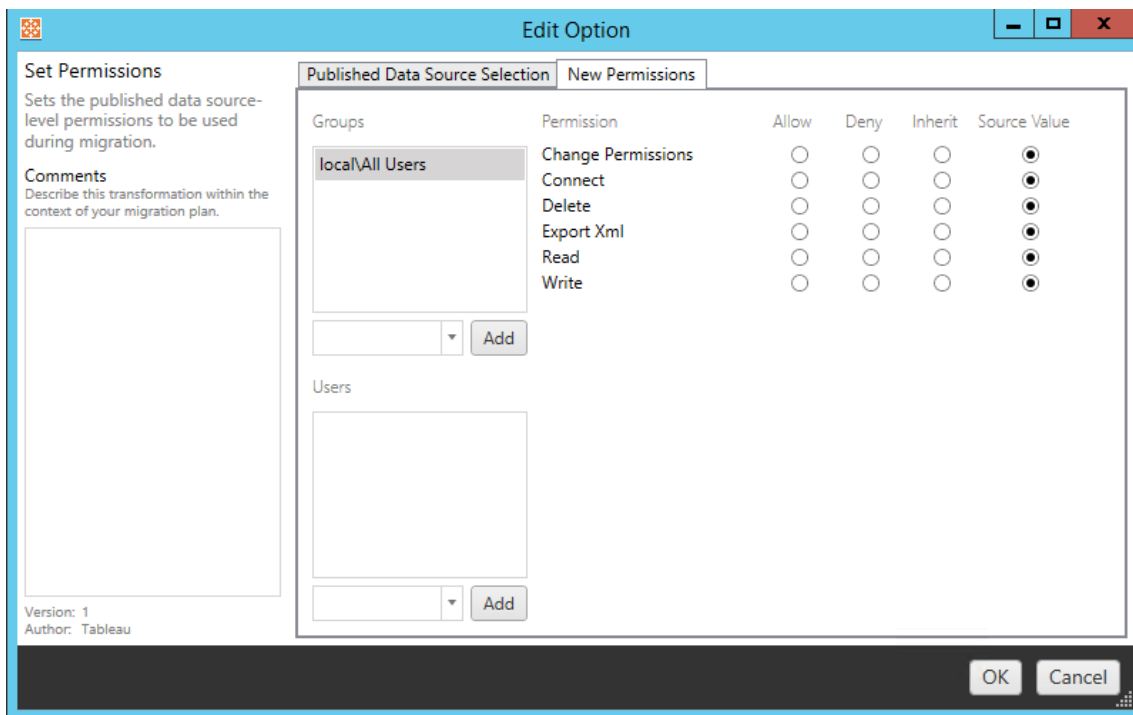 Edit Option
Set Permissions
Sets the published data source-
level permissions to be used
during migration.
Comments
Describe this transformation within the
context of your migration plan.
Version: 1
Author: Tableau
Published Data Source Selection New Permissions
Groups
local\All Users
Add
Users
Add
Permission Allow Deny Inherit Source Value
Change Permissions
Connect
Delete
Export Xml
Read
Write
OK Cancel